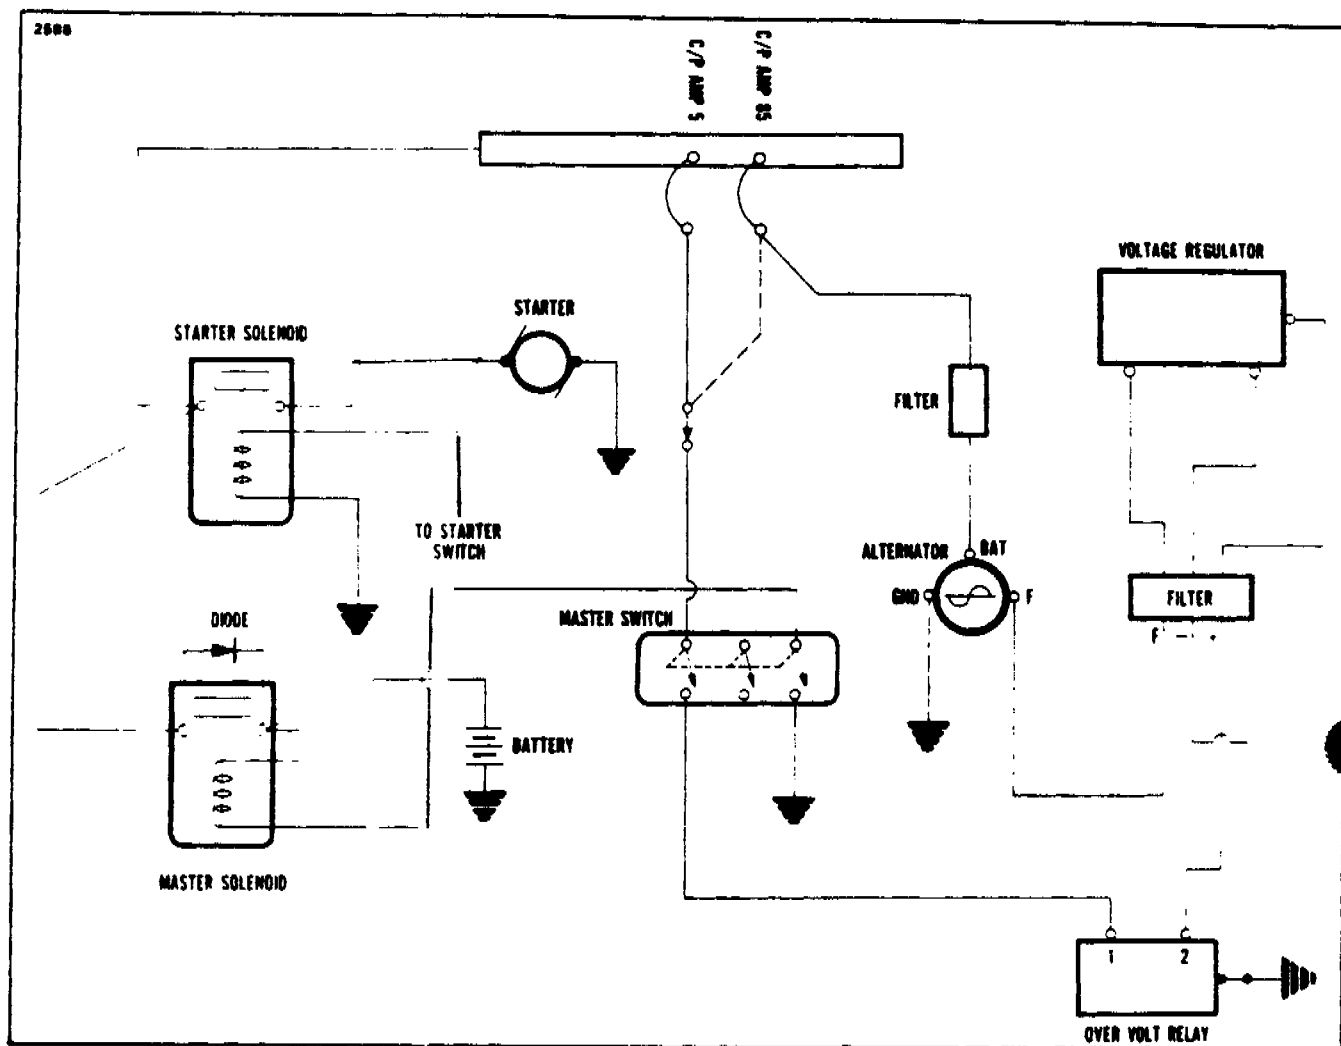 2588
C/P AMP 5
C/P AMP 85
VOLTAGE REGULATOR
STARTER
STARTER SOLENOID
FILTER
TO STARTER
SWITCH
ALTERNATOR
BAT
GND
F
FILTER
F - +
DIODE
MASTER SWITCH
BATTERY
MASTER SOLENOID
1
2
OVER VOLT RELAY